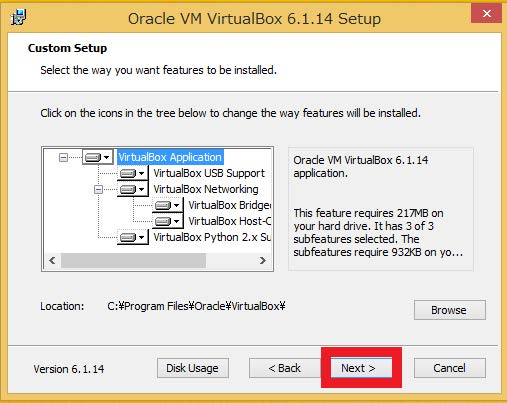 Oracle VM VirtualBox 6.1.14 Setup
Custom Setup
Select the way you want features to be installed.
Click on the icons in the tree below to change the way features will be installed.
VirtualBox Application
VirtualBox USB Support
VirtualBox Networking
VirtualBox Bridge
VirtualBox Host-C
VirtualBox Python 2.x Su
Oracle VM VirtualBox 6.1.14
application.
This feature requires 217MB on
your hard drive. It has 3 of 3
subfeatures selected. The
subfeatures require 932KB on yo...
Location: C:¥Program Files¥Oracle¥VirtualBox¥
Browse
Version 6.1.14 Disk Usage < Back Next > Cancel